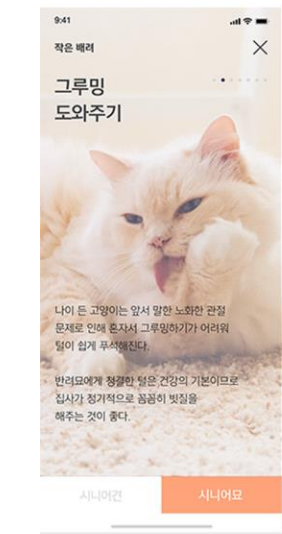 9:41
작은 배려
그루밍
도와주기
나이 든 고양이는 앞서 말한 노화한 관절
문제로 인해 혼자서 그루밍하기가 어려워
털이 쉽게 푸석해진다.
반려묘에게 청결한 털은 건강의 기본이므로
집사가 정기적으로 꼼꼼히 빗질을
해주는 것이 좋다.
시니어견
시니어묘